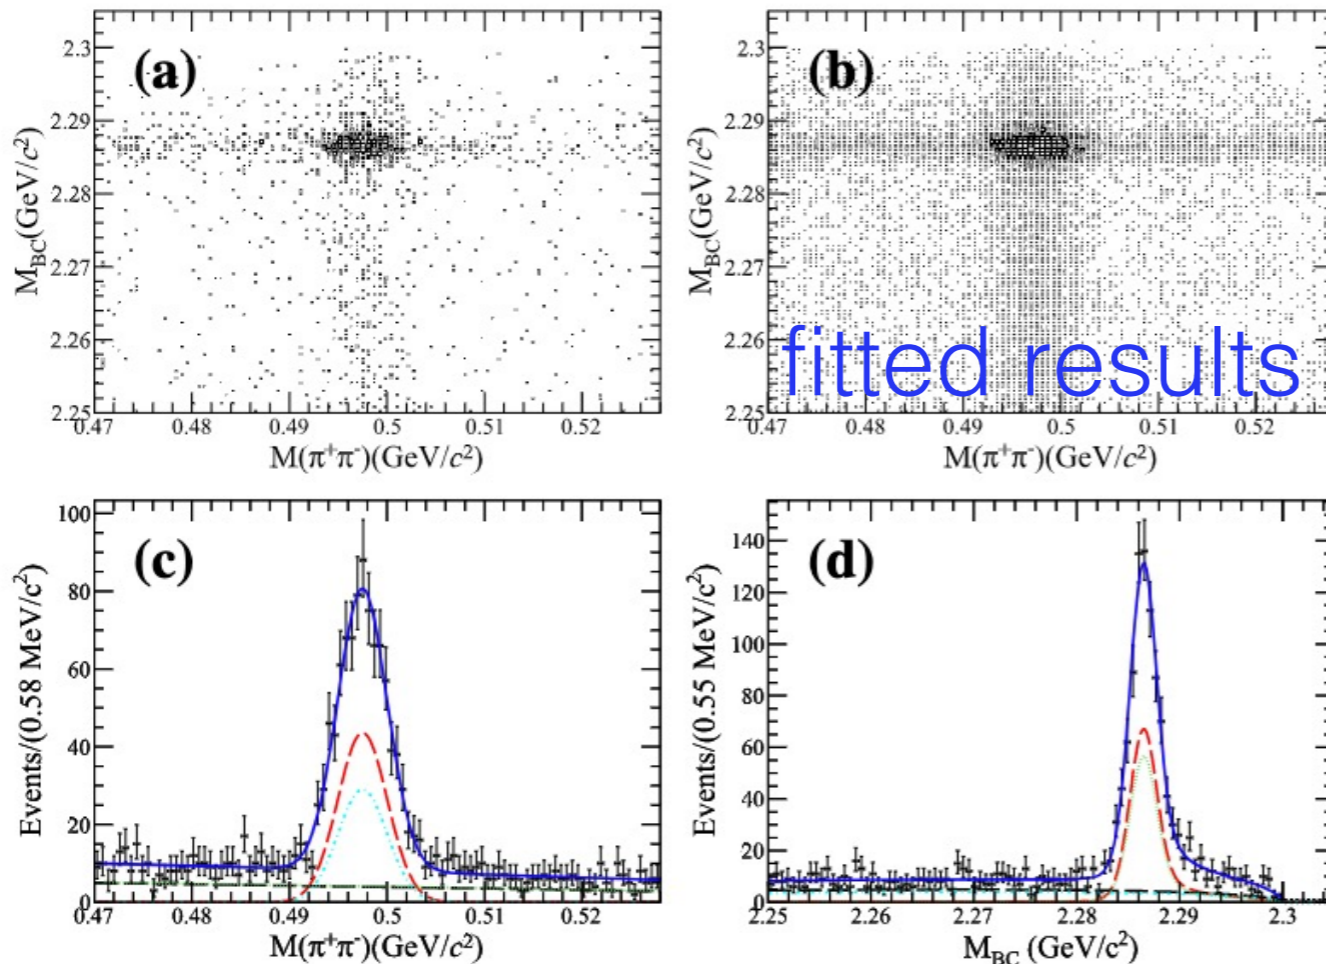 (a)
M_BC(GeV/c²)
2.3
2.29
2.28
2.27
2.26
2.25
0.47 0.48 0.49 0.5 0.51 0.52
M(π⁺π⁻)(GeV/c²)
(b)
M_BC(GeV/c²)
2.3
2.29
2.28
2.27
2.26
2.25
fitted results
0.47 0.48 0.49 0.5 0.51 0.52
M(π⁺π⁻)(GeV/c²)
(c)
Events/(0.58 MeV/c²)
100
80
60
40
20
0
0.47 0.48 0.49 0.5 0.51 0.52
M(π⁺π⁻)(GeV/c²)
(d)
Events/(0.55 MeV/c²)
140
120
100
80
60
40
20
0
2.25 2.26 2.27 2.28 2.29 2.3
M_BC (GeV/c²)